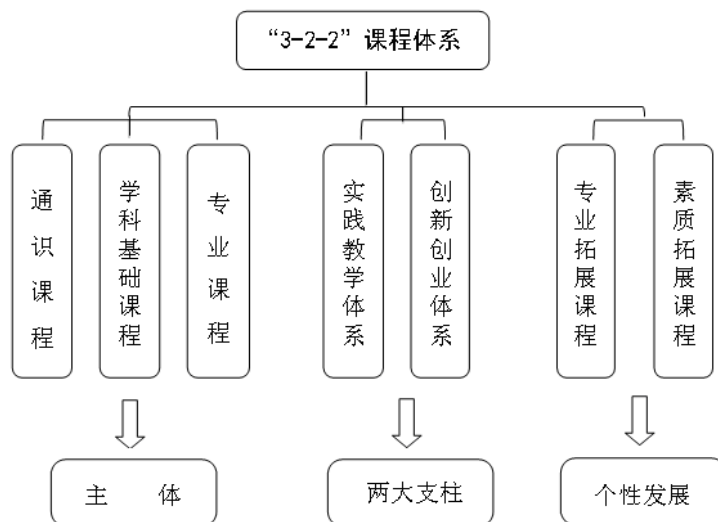 “3-2-2”课程体系
通识课程
学科基础课程
专业课程
实践教学体系
创新创业体系
专业拓展课程
素质拓展课程
主 体
两大支柱
个性发展